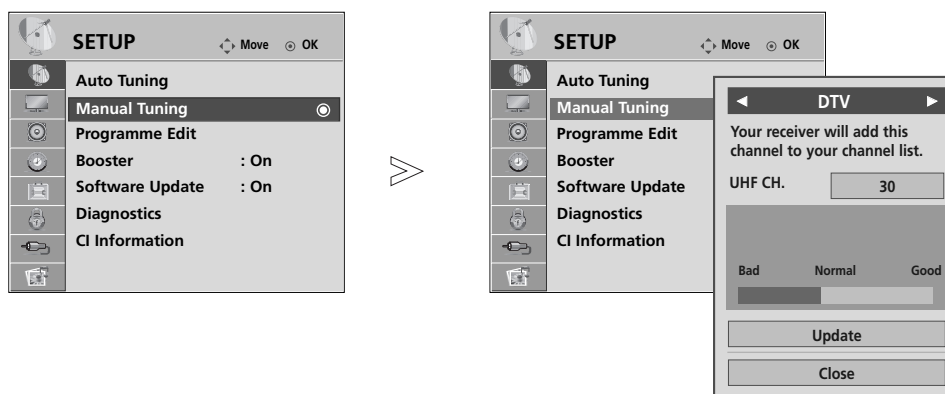 SETUP Move OK
Auto Tuning
Manual Tuning
Programme Edit
Booster : On
Software Update : On
Diagnostics
CI Information
SETUP Move OK
Auto Tuning
Manual Tuning
Programme Edit
Booster
Software Update
Diagnostics
CI Information
DTV
Your receiver will add this
channel to your channel list.
UHF CH. 30
Bad Normal Good
Update
Close